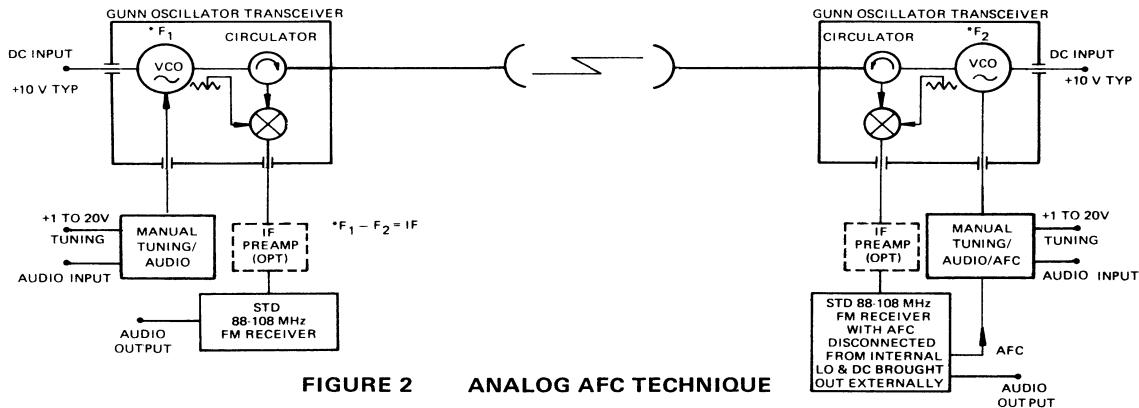 GUNN OSCILLATOR TRANSCEIVER
*F1
CIRCULATOR
DC INPUT
VCO
+10 V TYP
+1 TO 20V
TUNING
MANUAL
TUNING/
AUDIO
AUDIO INPUT
IF
PREAMP
(OPT)
*F1 – F2 = IF
STD
88-108 MHz
FM RECEIVER
AUDIO
OUTPUT
GUNN OSCILLATOR TRANSCEIVER
CIRCULATOR
*F2
DC INPUT
VCO
+10 V TYP
IF
PREAMP
(OPT)
MANUAL
TUNING/
AUDIO/AFC
+1 TO 20V
TUNING
AUDIO INPUT
STD 88-108 MHz
FM RECEIVER
WITH AFC
DISCONNECTED
FROM INTERNAL
LO & DC BROUGHT
OUT EXTERNALLY
AFC
AUDIO
OUTPUT
FIGURE 2 ANALOG AFC TECHNIQUE